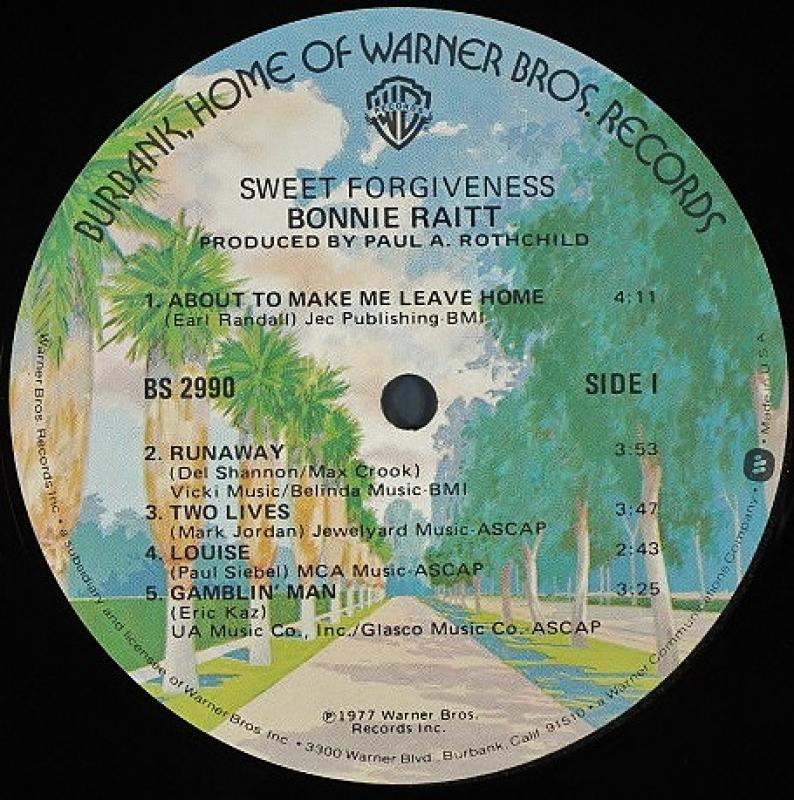 BURBANK, HOME OF WARNER BROS. RECORDS
RECORDS
SWEET FORGIVENESS
BONNIE RAITT
PRODUCED BY PAUL A. ROTHCHILD
1. ABOUT TO MAKE ME LEAVE HOME 4:11
(Earl Randall) Jec Publishing-BMI
BS 2990 SIDE 1
2. RUNAWAY 3:53
(Del Shannon/Max Crook)
Vicki Music/Belinda Music-BMI
3. TWO LIVES 3:47
(Mark Jordan) Jewelyard Music-ASCAP
4. LOUISE 2:43
(Paul Siebel) MCA Music-ASCAP
5. GAMBLIN' MAN 3:25
(Eric Kaz)
UA Music Co., Inc./Glasco Music Co.-ASCAP
℗1977 Warner Bros.
Records Inc.
Warner Bros. Records Inc. • a subsidiary and licensee of Warner Bros. Inc. • 3300 Warner Blvd., Burbank, Calif. 91510 • a Warner Communications Company • Made in U.S.A.